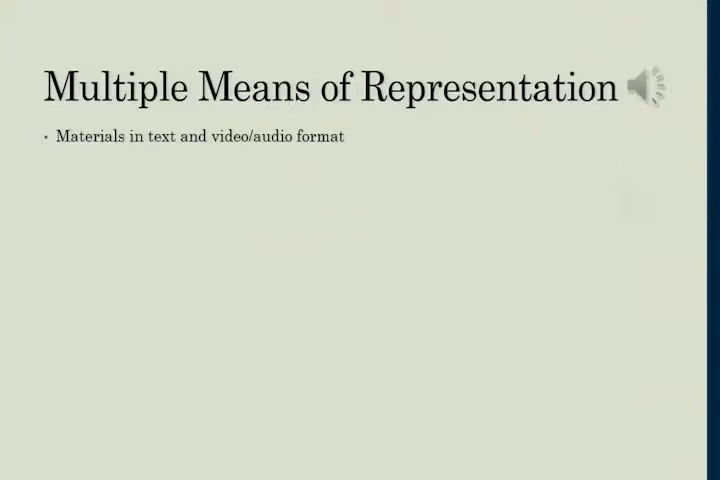 Multiple Means of Representation
• Materials in text and video/audio format